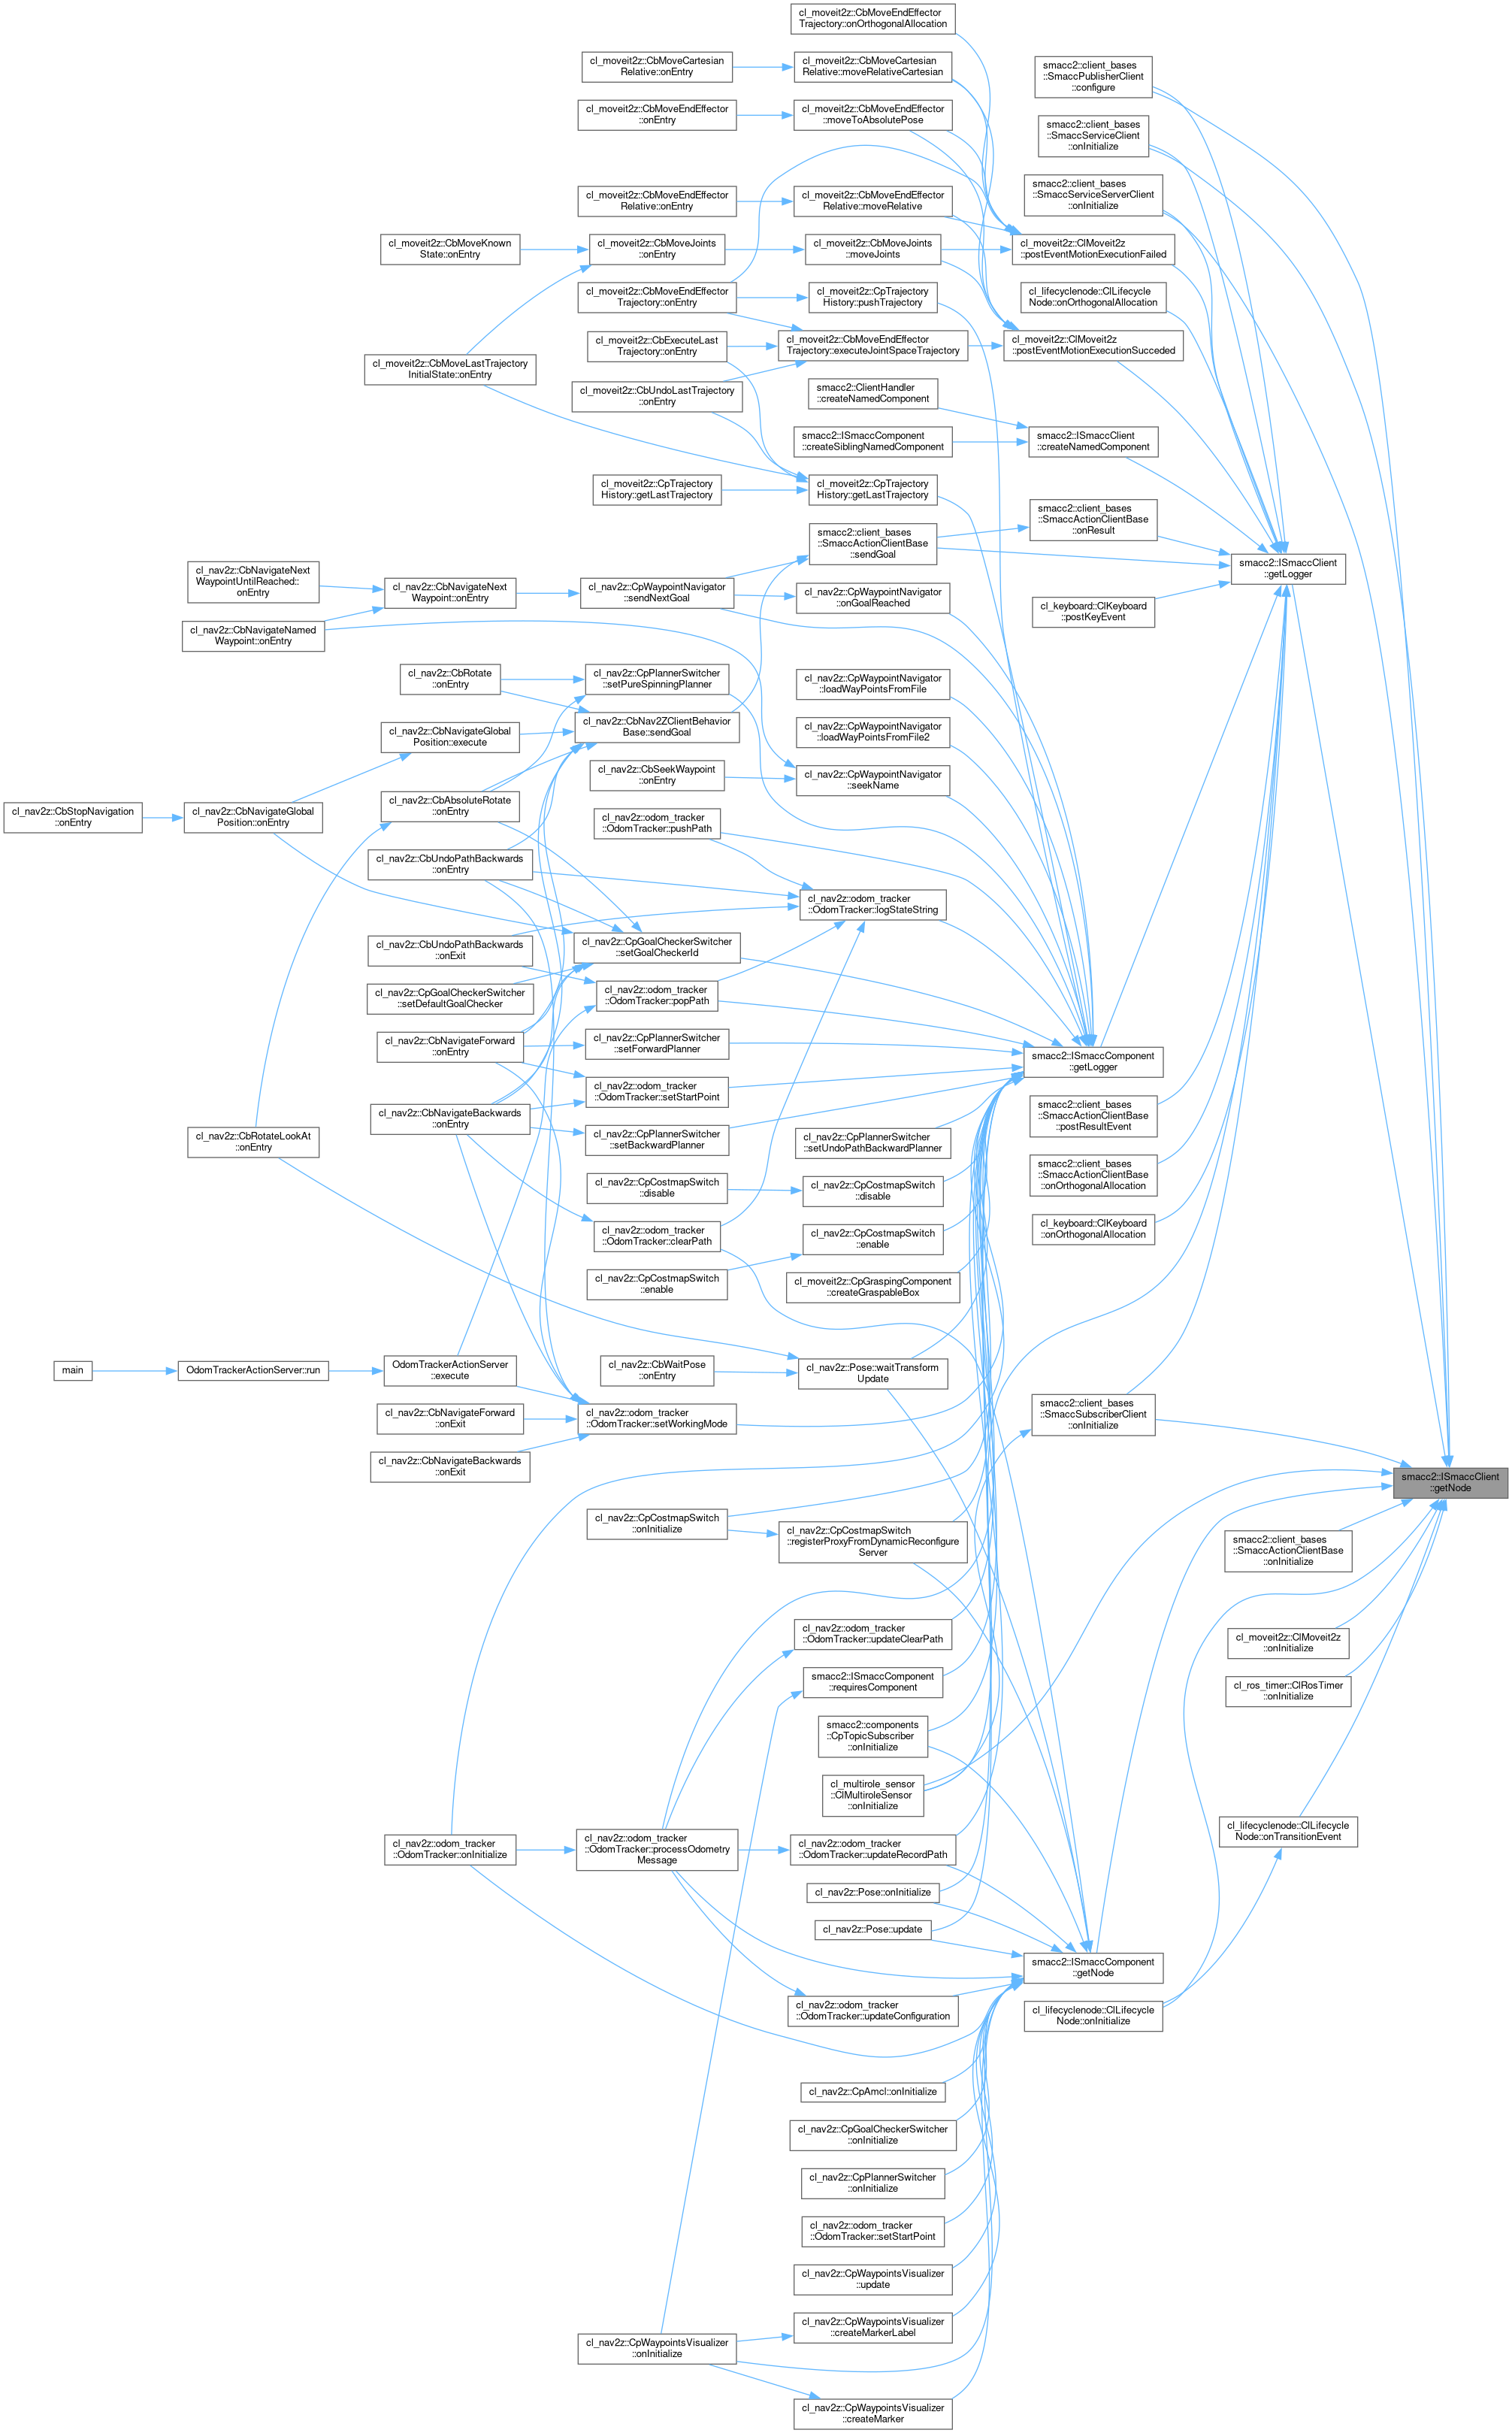 cl_moveit2z::CbMoveEndEffector
Trajectory::onOrthogonalAllocation
cl_moveit2z::CbMoveCartesian
Relative::onEntry
cl_moveit2z::CbMoveCartesian
Relative::moveRelativeCartesian
smacc2::client_bases
::SmaccPublisherClient
::configure
cl_moveit2z::CbMoveEndEffector
::onEntry
cl_moveit2z::CbMoveEndEffector
::moveToAbsolutePose
smacc2::client_bases
::SmaccServiceClient
::onInitialize
cl_moveit2z::CbMoveEndEffector
Relative::onEntry
cl_moveit2z::CbMoveEndEffector
Relative::moveRelative
smacc2::client_bases
::SmaccServiceServerClient
::onInitialize
cl_moveit2z::CbMoveKnown
State::onEntry
cl_moveit2z::CbMoveJoints
::onEntry
cl_moveit2z::CbMoveJoints
::moveJoints
cl_moveit2z::ClMoveit2z
::postEventMotionExecutionFailed
cl_moveit2z::CbMoveEndEffector
Trajectory::onEntry
cl_moveit2z::CpTrajectory
History::pushTrajectory
cl_lifecyclenode::ClLifecycle
Node::onOrthogonalAllocation
cl_moveit2z::CbExecuteLast
Trajectory::onEntry
cl_moveit2z::CbMoveEndEffector
Trajectory::executeJointSpaceTrajectory
cl_moveit2z::ClMoveit2z
::postEventMotionExecutionSucceded
cl_moveit2z::CbMoveLastTrajectory
InitialState::onEntry
cl_moveit2z::CbUndoLastTrajectory
::onEntry
smacc2::ClientHandler
::createNamedComponent
smacc2::ISmaccComponent
::createSiblingNamedComponent
smacc2::ISmaccClient
::createNamedComponent
cl_moveit2z::CpTrajectory
History::getLastTrajectory
cl_moveit2z::CpTrajectory
History::getLastTrajectory
smacc2::client_bases
::SmaccActionClientBase
::onResult
smacc2::client_bases
::SmaccActionClientBase
::sendGoal
smacc2::ISmaccClient
::getLogger
cl_nav2z::CbNavigateNext
WaypointUntilReached::
onEntry
cl_nav2z::CbNavigateNext
Waypoint::onEntry
cl_nav2z::CpWaypointNavigator
::sendNextGoal
cl_nav2z::CpWaypointNavigator
::onGoalReached
cl_keyboard::ClKeyboard
::postKeyEvent
cl_nav2z::CbNavigateNamed
Waypoint::onEntry
cl_nav2z::CbRotate
::onEntry
cl_nav2z::CpPlannerSwitcher
::setPureSpinningPlanner
cl_nav2z::CpWaypointNavigator
::loadWayPointsFromFile
cl_nav2z::CbNavigateGlobal
Position::execute
cl_nav2z::CbNav2ZClientBehavior
Base::sendGoal
cl_nav2z::CpWaypointNavigator
::loadWayPointsFromFile2
cl_nav2z::CbSeekWaypoint
::onEntry
cl_nav2z::CpWaypointNavigator
::seekName
cl_nav2z::CbStopNavigation
::onEntry
cl_nav2z::CbNavigateGlobal
Position::onEntry
cl_nav2z::CbAbsoluteRotate
::onEntry
cl_nav2z::odom_tracker
::OdomTracker::pushPath
cl_nav2z::CbUndoPathBackwards
::onEntry
cl_nav2z::odom_tracker
::OdomTracker::logStateString
cl_nav2z::CbUndoPathBackwards
::onExit
cl_nav2z::CpGoalCheckerSwitcher
::setGoalCheckerId
cl_nav2z::CpGoalCheckerSwitcher
::setDefaultGoalChecker
cl_nav2z::odom_tracker
::OdomTracker::popPath
cl_nav2z::CbNavigateForward
::onEntry
cl_nav2z::CpPlannerSwitcher
::setForwardPlanner
smacc2::ISmaccComponent
::getLogger
cl_nav2z::odom_tracker
::OdomTracker::setStartPoint
cl_nav2z::CbRotateLookAt
::onEntry
cl_nav2z::CbNavigateBackwards
::onEntry
cl_nav2z::CpPlannerSwitcher
::setBackwardPlanner
cl_nav2z::CpPlannerSwitcher
::setUndoPathBackwardPlanner
smacc2::client_bases
::SmaccActionClientBase
::postResultEvent
cl_nav2z::CpCostmapSwitch
::disable
cl_nav2z::CpCostmapSwitch
::disable
smacc2::client_bases
::SmaccActionClientBase
::onOrthogonalAllocation
cl_nav2z::odom_tracker
::OdomTracker::clearPath
cl_nav2z::CpCostmapSwitch
::enable
cl_keyboard::ClKeyboard
::onOrthogonalAllocation
cl_nav2z::CpCostmapSwitch
::enable
cl_moveit2z::CpGraspingComponent
::createGraspableBox
main
OdomTrackerActionServer::run
OdomTrackerActionServer
::execute
cl_nav2z::CbWaitPose
::onEntry
cl_nav2z::Pose::waitTransform
Update
cl_nav2z::CbNavigateForward
::onExit
cl_nav2z::odom_tracker
::OdomTracker::setWorkingMode
smacc2::client_bases
::SmaccSubscriberClient
::onInitialize
cl_nav2z::CbNavigateBackwards
::onExit
smacc2::ISmaccClient
::getNode
cl_nav2z::CpCostmapSwitch
::onInitialize
cl_nav2z::CpCostmapSwitch
::registerProxyFromDynamicReconfigure
Server
smacc2::client_bases
::SmaccActionClientBase
::onInitialize
cl_nav2z::odom_tracker
::OdomTracker::updateClearPath
cl_moveit2z::ClMoveit2z
::onInitialize
smacc2::ISmaccComponent
::requiresComponent
cl_ros_timer::ClRosTimer
::onInitialize
smacc2::components
::CpTopicSubscriber
::onInitialize
cl_multirole_sensor
::ClMultiroleSensor
::onInitialize
cl_lifecyclenode::ClLifecycle
Node::onTransitionEvent
cl_nav2z::odom_tracker
::OdomTracker::onInitialize
cl_nav2z::odom_tracker
::OdomTracker::processOdometry
Message
cl_nav2z::odom_tracker
::OdomTracker::updateRecordPath
cl_nav2z::Pose::onInitialize
cl_nav2z::Pose::update
smacc2::ISmaccComponent
::getNode
cl_nav2z::odom_tracker
::OdomTracker::updateConfiguration
cl_lifecyclenode::ClLifecycle
Node::onInitialize
cl_nav2z::CpAmcl::onInitialize
cl_nav2z::CpGoalCheckerSwitcher
::onInitialize
cl_nav2z::CpPlannerSwitcher
::onInitialize
cl_nav2z::odom_tracker
::OdomTracker::setStartPoint
cl_nav2z::CpWaypointsVisualizer
::update
cl_nav2z::CpWaypointsVisualizer
::createMarkerLabel
cl_nav2z::CpWaypointsVisualizer
::onInitialize
cl_nav2z::CpWaypointsVisualizer
::createMarker